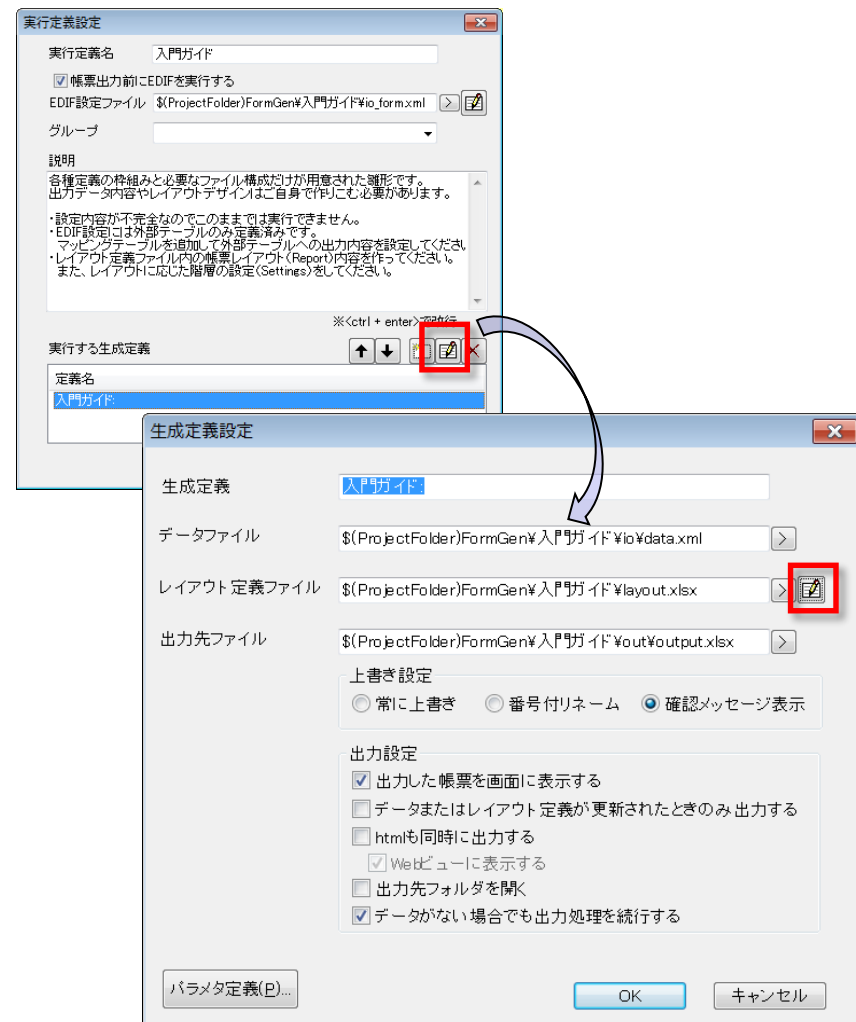 実行定義設定
実行定義名 入門ガイド
帳票出力前にEDIFを実行する
EDIF設定ファイル $(ProjectFolder)FormGen¥入門ガイド¥io_form.xml >
グループ
説明
各種定義の枠組みと必要なファイル構成だけが用意された雛形です。
出力データ内容やレイアウトデザインはご自身で作りこむ必要があります。
・設定内容が不完全なのでこのままでは実行できません。
・EDIF設定には外部テーブルのみ定義済みです。
マッピングテーブルを追加して外部テーブルへの出力内容を設定してくださ
・レイアウト定義ファイル内の帳票レイアウト(Report)内容を作ってください。
また、レイアウトに応じた階層の設定(Settings)をしてください。
※<ctrl + enter>で改行
実行する生成定義
定義名
入門ガイド:
生成定義設定
生成定義 入門ガイド:
データファイル $(ProjectFolder)FormGen¥入門ガイド¥io¥data.xml >
レイアウト定義ファイル $(ProjectFolder)FormGen¥入門ガイド¥layout.xlsx >
出力先ファイル $(ProjectFolder)FormGen¥入門ガイド¥out¥output.xlsx >
上書き設定
常に上書き 番号付リネーム 確認メッセージ表示
出力設定
出力した帳票を画面に表示する
データまたはレイアウト定義が更新されたときのみ出力する
htmlも同時に出力する
Webビューに表示する
出力先フォルダを開く
データがない場合でも出力処理を続行する
パラメタ定義(P)... OK キャンセル